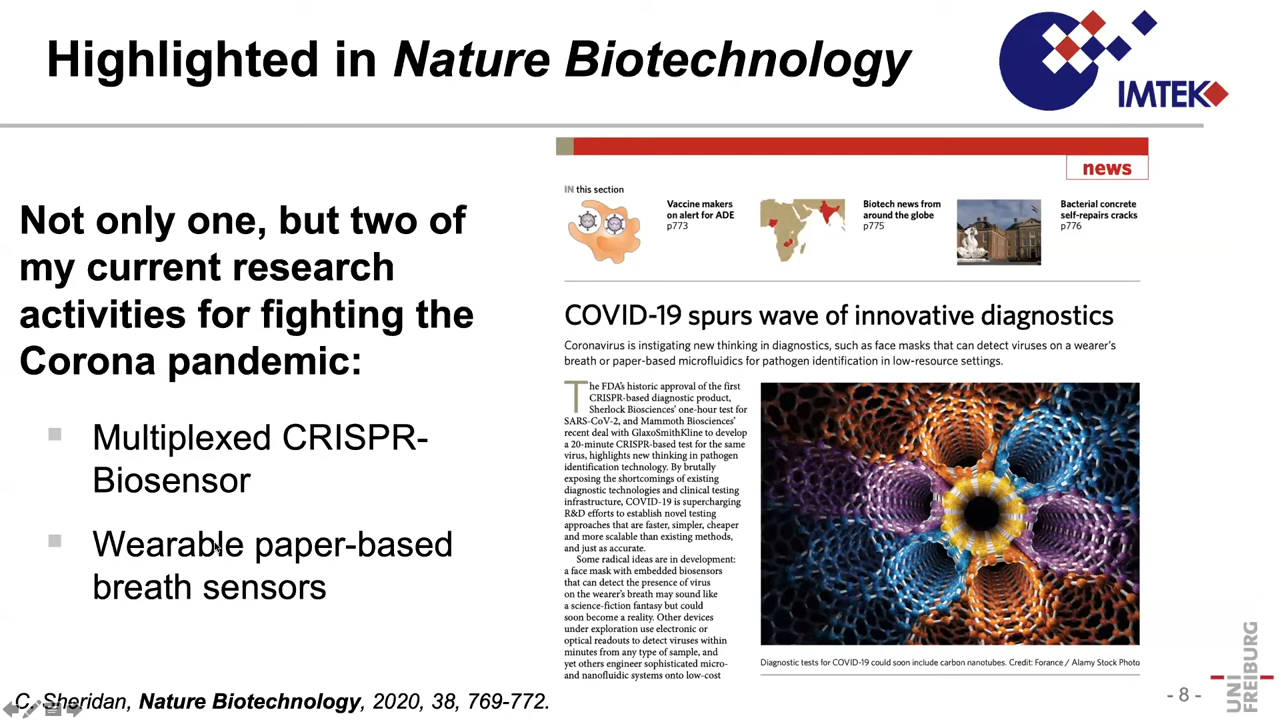 Highlighted in Nature Biotechnology
IMTEK
news
IN this section
Vaccine makers
on alert for ADE
p773
Biotech news from
around the globe
p775
Bacterial concrete
self-repairs cracks
p776
Not only one, but two of
my current research
activities for fighting the
Corona pandemic:
Multiplexed CRISPR-
Biosensor
Wearable paper-based
breath sensors
COVID-19 spurs wave of innovative diagnostics
Coronavirus is instigating new thinking in diagnostics, such as face masks that can detect viruses on a wearer's
breath or paper-based microfluidics for pathogen identification in low-resource settings.
The FDA's historic approval of the first
CRISPR-based diagnostic product,
Sherlock Biosciences' one-hour test for
SARS-CoV-2, and Mammoth Biosciences'
recent deal with GlaxoSmithKline to develop
a 20-minute CRISPR-based test for the same
virus, highlights new thinking in pathogen
identification technology. By brutally
exposing the shortcomings of existing
diagnostic technologies and clinical testing
infrastructure, COVID-19 is supercharging
R&D efforts to establish novel testing
approaches that are faster, simpler, cheaper
and more scalable than existing methods,
and just as accurate.
Some radical ideas are in development:
a face mask with embedded biosensors
that can detect the presence of virus
on the wearer's breath may sound like
a science-fiction fantasy but could
soon become a reality. Other devices
under exploration use electronic or
optical readouts to detect viruses within
minutes from any type of sample, and
yet others engineer sophisticated micro-
and nanofluidic systems onto low-cost
Diagnostic tests for COVID-19 could soon include carbon nanotubes. Credit: Forance / Alamy Stock Photo
C. Sheridan, Nature Biotechnology, 2020, 38, 769-772.
- 8 -
UNI
FREIBURG